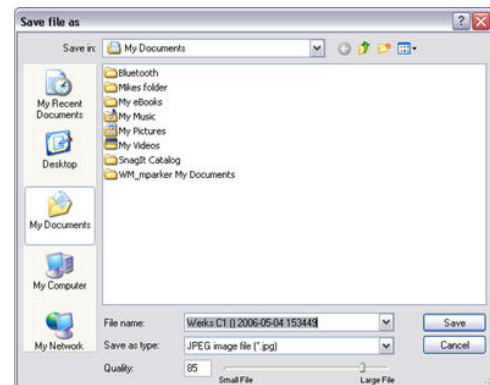 Save file as
Save in: My Documents
My Recent Documents
Desktop
My Documents
My Computer
My Network
Bluetooth
Mikes folder
My eBooks
My Music
My Pictures
My Videos
SnagIt Catalog
WM_mparker My Documents
File name: Werks C1 () 2006-05-04 153449 Save
Save as type: JPEG image file (*.jpg) Cancel
Quality: 85
Small File Large File